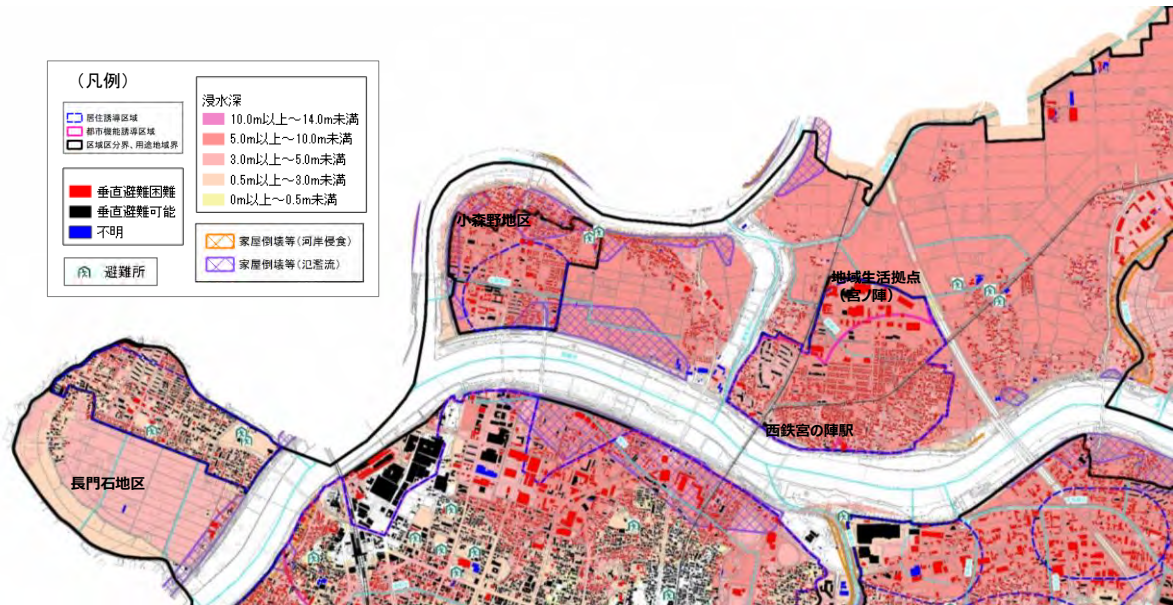 （凡例）
居住誘導区域
都市機能誘導区域
区域区分界、用途地域界
垂直避難困難
垂直避難可能
不明
避難所
浸水深
10.0m以上～14.0m未満
5.0m以上～10.0m未満
3.0m以上～5.0m未満
0.5m以上～3.0m未満
0m以上～0.5m未満
家屋倒壊等（河岸侵食）
家屋倒壊等（氾濫流）
小森野地区
地域生活拠点
（宮ノ陣）
西鉄宮の陣駅
長門石地区